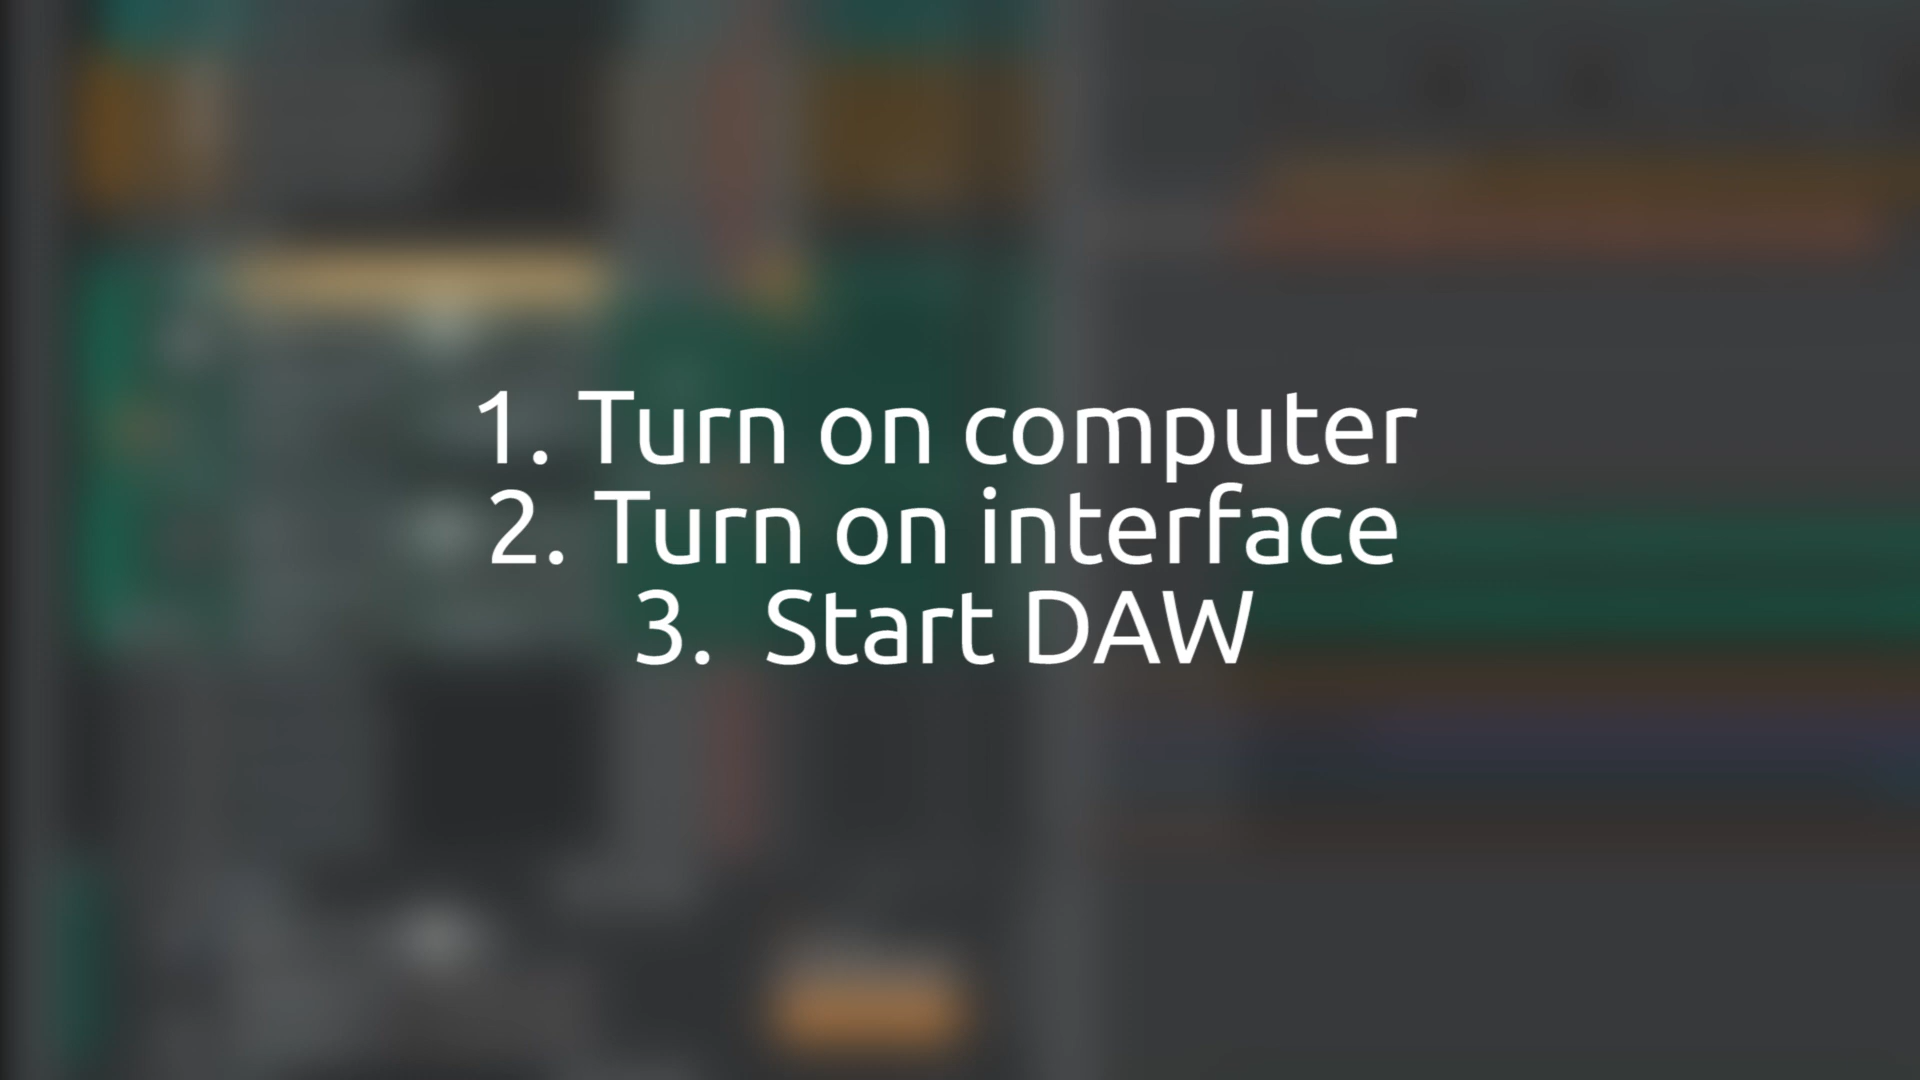 1. Turn on computer
2. Turn on interface
3. Start DAW